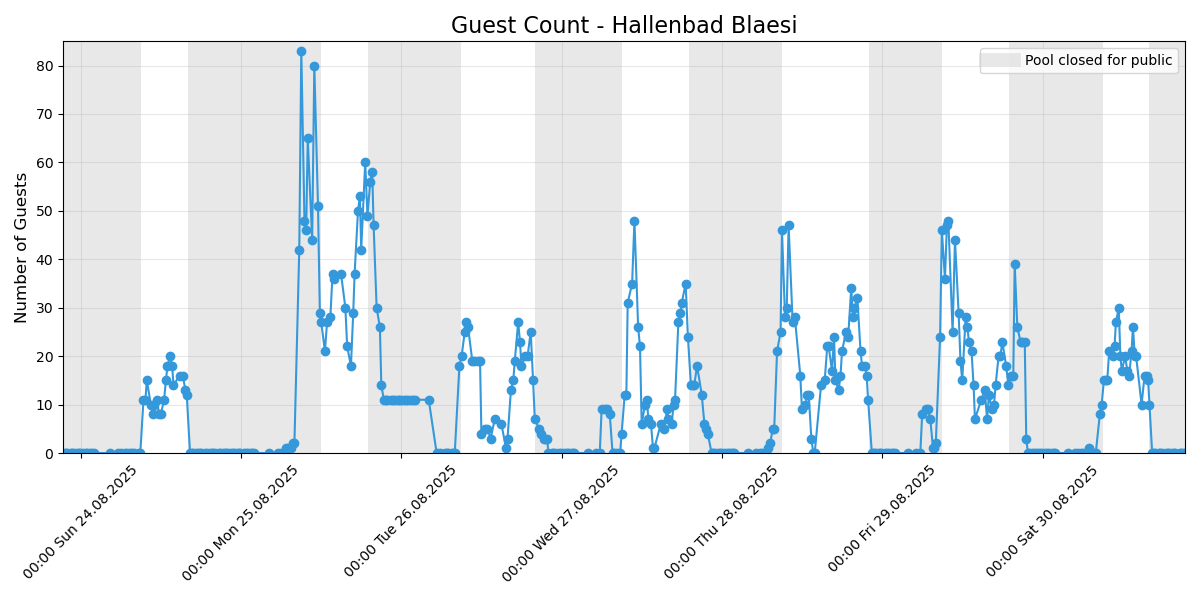 Guest Count - Hallenbad Blaesi
Pool closed for public
Number of Guests
80
70
60
50
40
30
20
10
0
00:00 Sun 24.08.2025
00:00 Mon 25.08.2025
00:00 Tue 26.08.2025
00:00 Wed 27.08.2025
00:00 Thu 28.08.2025
00:00 Fri 29.08.2025
00:00 Sat 30.08.2025